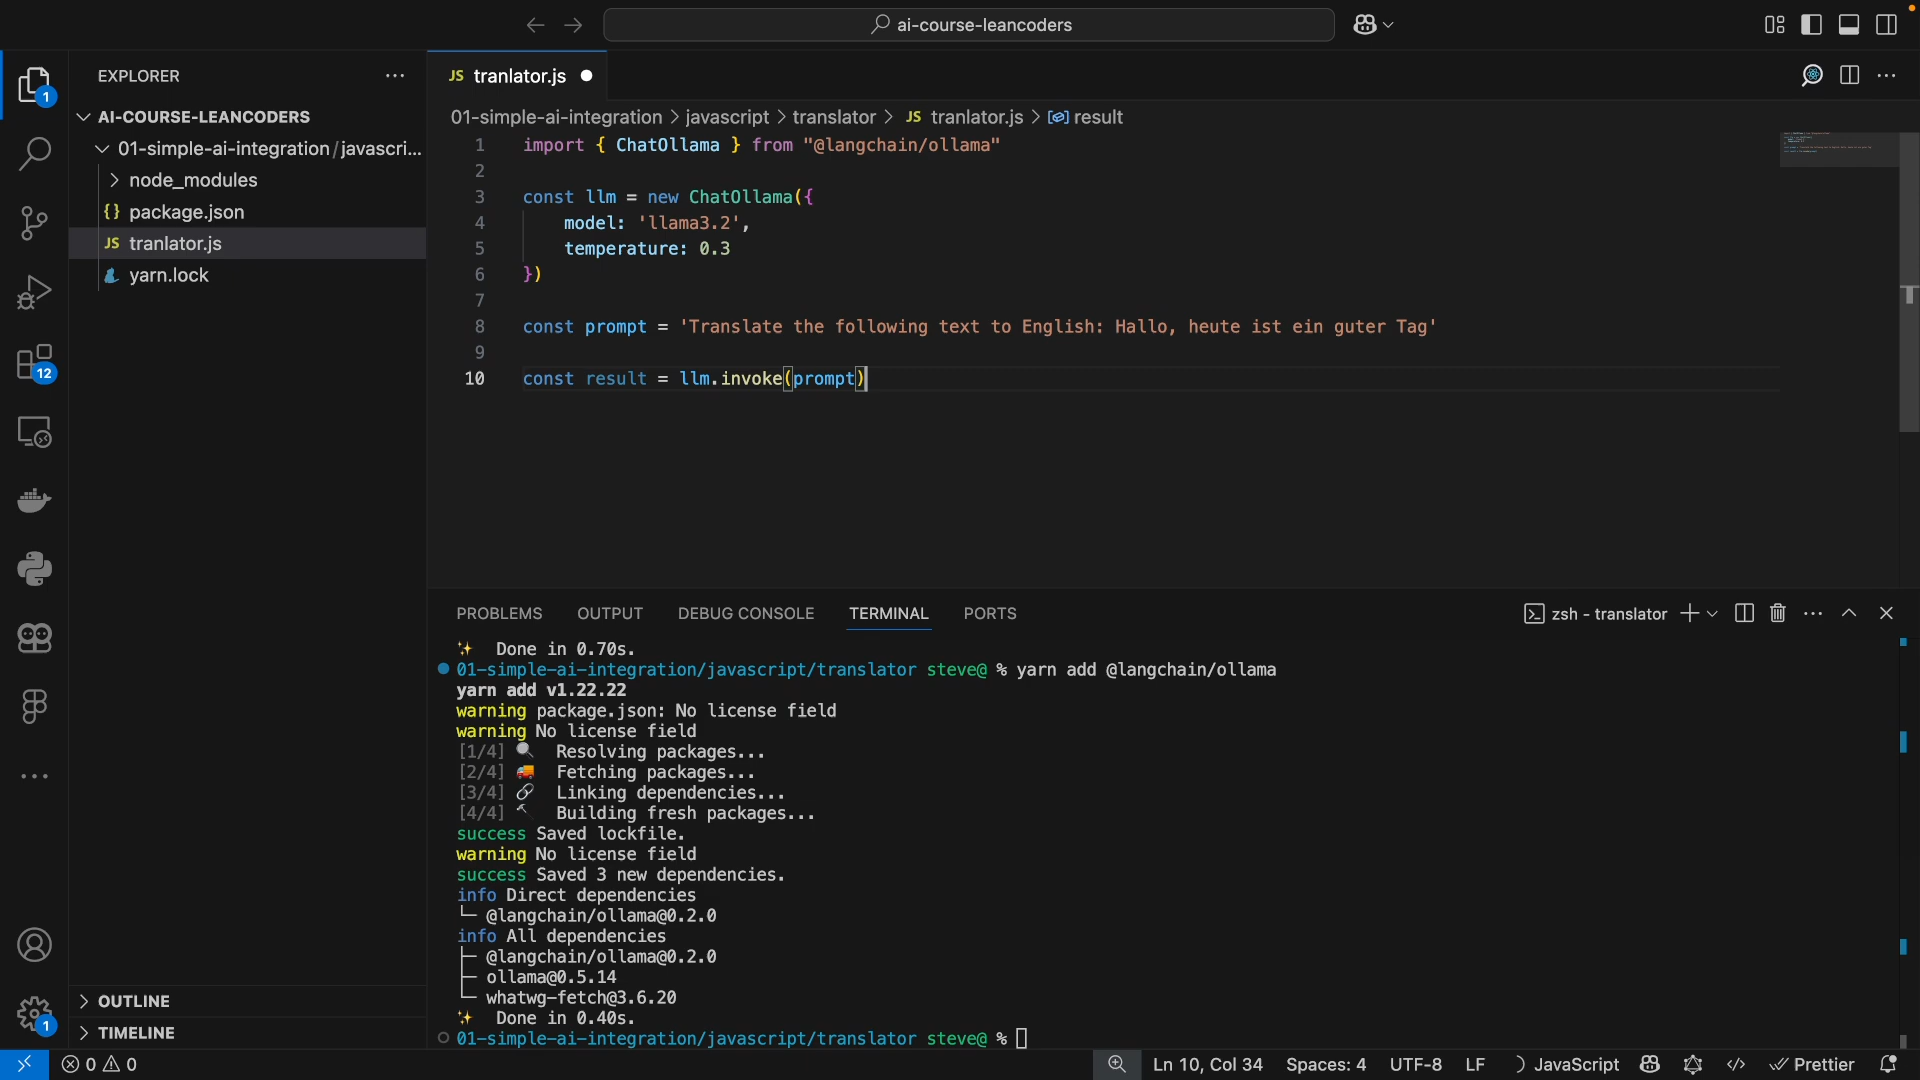 ai-course-leancoders
EXPLORER
AI-COURSE-LEANCODERS
01-simple-ai-integration/javascri...
node_modules
{} package.json
JS tranlator.js
yarn.lock
OUTLINE
TIMELINE
1
12
1
JS tranlator.js
01-simple-ai-integration > javascript > translator > JS tranlator.js > result
1 import { ChatOllama } from "@langchain/ollama"
2
3 const llm = new ChatOllama({
4 model: 'llama3.2',
5 temperature: 0.3
6 })
7
8 const prompt = 'Translate the following text to English: Hallo, heute ist ein guter Tag'
9
10 const result = llm.invoke(prompt)
PROBLEMS OUTPUT DEBUG CONSOLE TERMINAL PORTS
zsh - translator
✨ Done in 0.70s.
01-simple-ai-integration/javascript/translator steve@ % yarn add @langchain/ollama
yarn add v1.22.22
warning package.json: No license field
warning No license field
[1/4] 🔍 Resolving packages...
[2/4] 🚚 Fetching packages...
[3/4] 🔗 Linking dependencies...
[4/4] 🔨 Building fresh packages...
success Saved lockfile.
warning No license field
success Saved 3 new dependencies.
info Direct dependencies
└─ @langchain/ollama@0.2.0
info All dependencies
├─ @langchain/ollama@0.2.0
├─ ollama@0.5.14
└─ whatwg-fetch@3.6.20
✨ Done in 0.40s.
01-simple-ai-integration/javascript/translator steve@ %
0 0
Ln 10, Col 34 Spaces: 4 UTF-8 LF JavaScript Prettier